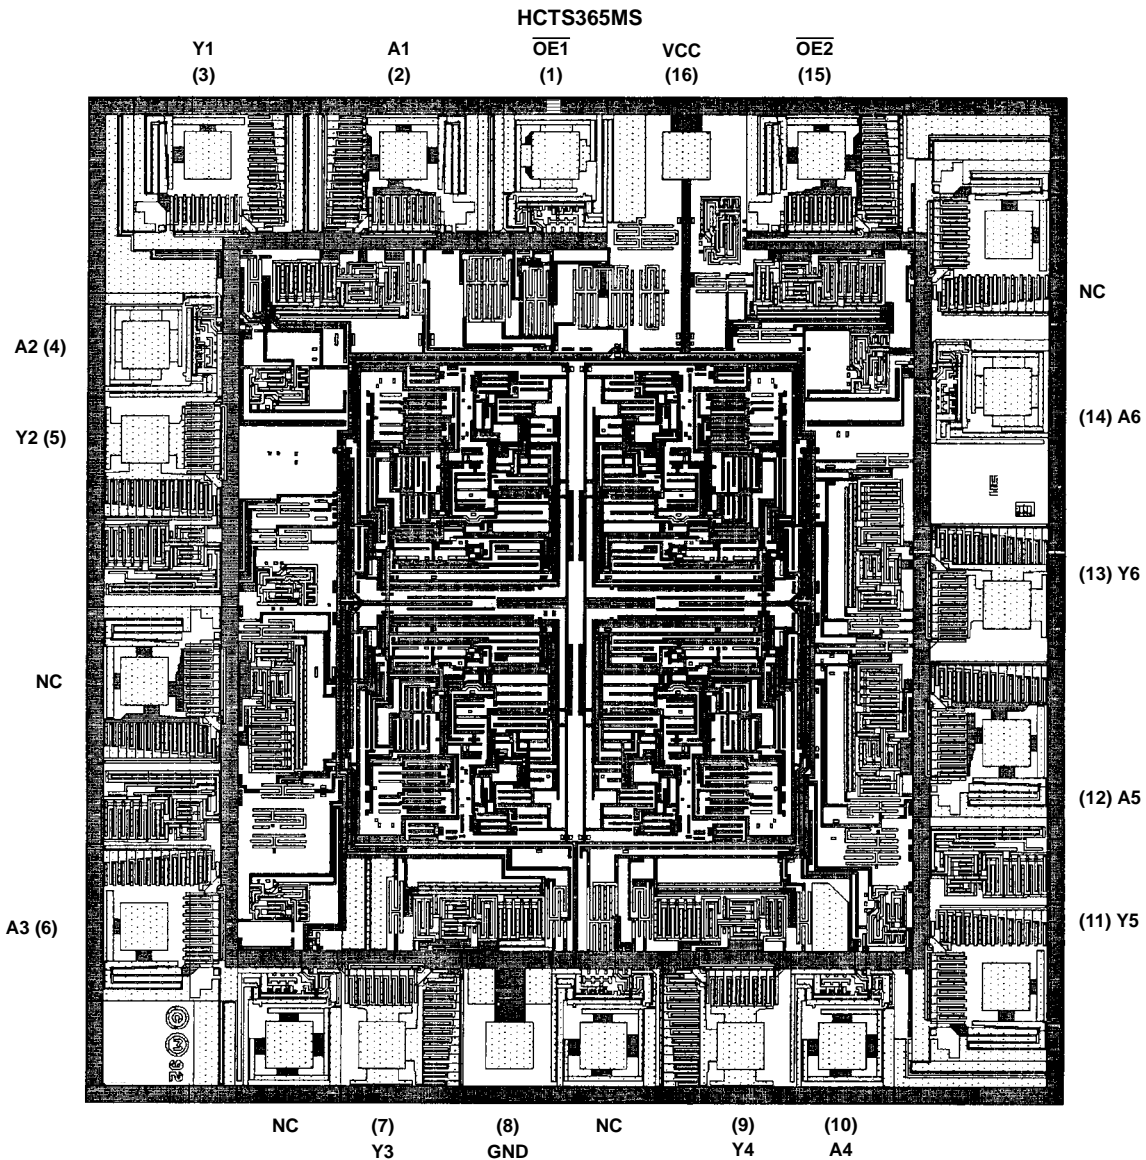 HCTS365MS
Y1 A1 OE1 VCC OE2
(3) (2) (1) (16) (15)
NC
A2 (4)
(14) A6
Y2 (5)
(13) Y6
NC
(12) A5
A3 (6)
(11) Y5
NC (7) (8) NC (9) (10)
Y3 GND Y4 A4